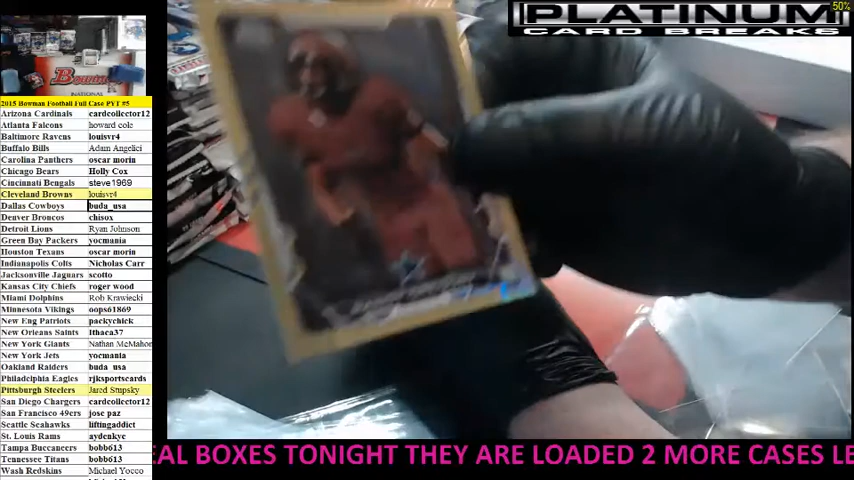 50%
PLATINUM
CARD BREAKS
Bowman
2015 Bowman Football Full Case PYT #5
Arizona Cardinals cardcollector12
Atlanta Falcons howard cole
Baltimore Ravens louisvr4
Buffalo Bills Adam Angelici
Carolina Panthers oscar morin
Chicago Bears Holly Cox
Cincinnati Bengals steve1969
Cleveland Browns louisvr4
Dallas Cowboys buda_usa
Denver Broncos chisox
Detroit Lions Ryan Johnson
Green Bay Packers yocmania
Houston Texans oscar morin
Indianapolis Colts Nicholas Carr
Jacksonville Jaguars scotto
Kansas City Chiefs roger wood
Miami Dolphins Rob Krawiecki
Minnesota Vikings oops61869
New Eng Patriots packychick
New Orleans Saints Ithaca37
New York Giants Nathan McMahon
New York Jets yocmania
Oakland Raiders buda_usa
Philadelphia Eagles rjksportscards
Pittsburgh Steelers Jared Stupsky
San Diego Chargers cardcollector12
San Francisco 49ers jose paz
Seattle Seahawks liftingaddict
St. Louis Rams aydenkyc
Tampa Buccaneers bobb613
Tennessee Titans bobb613
Wash Redskins Michael Yocco
EAL BOXES TONIGHT THEY ARE LOADED 2 MORE CASES LE